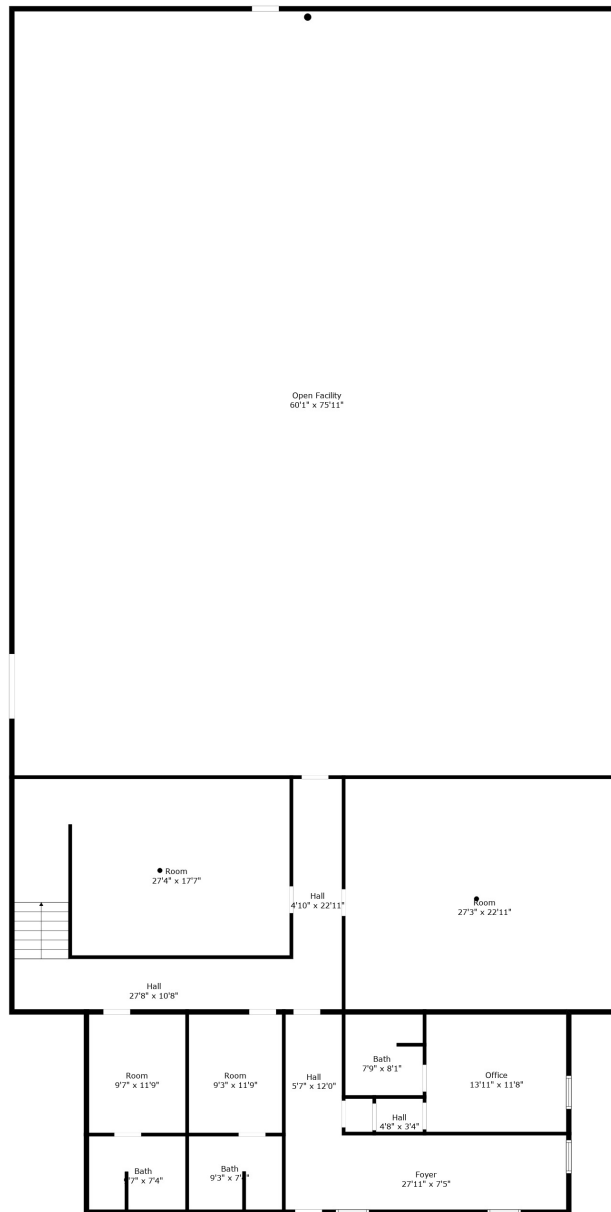 Open Facility
60'1" x 75'11"
Room
27'4" x 17'7"
Hall
4'10" x 22'11"
Room
27'3" x 22'11"
Hall
27'8" x 10'8"
Room
9'7" x 11'9"
Room
9'3" x 11'9"
Hall
5'7" x 12'0"
Bath
7'9" x 8'1"
Office
13'11" x 11'8"
Hall
4'8" x 3'4"
Bath
x 7'4"
Bath
9'3" x
Foyer
27'11" x 7'5"